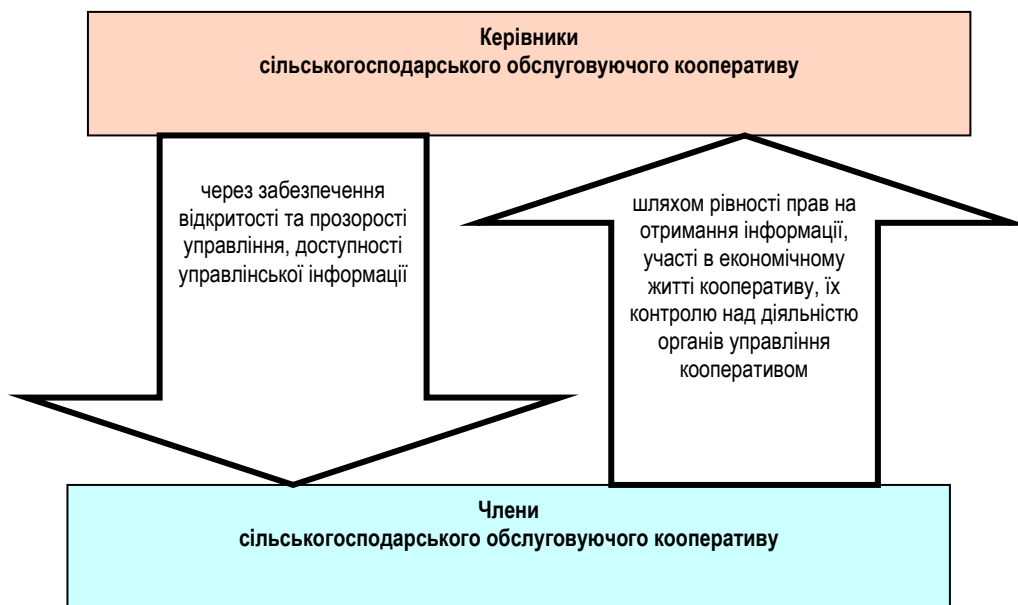 Керівники
сільськогосподарського обслуговуючого кооперативу
через забезпечення
відкритості та прозорості
управління, доступності
управлінської інформації
шляхом рівності прав на
отримання інформації,
участі в економічному
житті кооперативу, їх
контролю над діяльністю
органів управління
кооперативом
Члени
сільськогосподарського обслуговуючого кооперативу